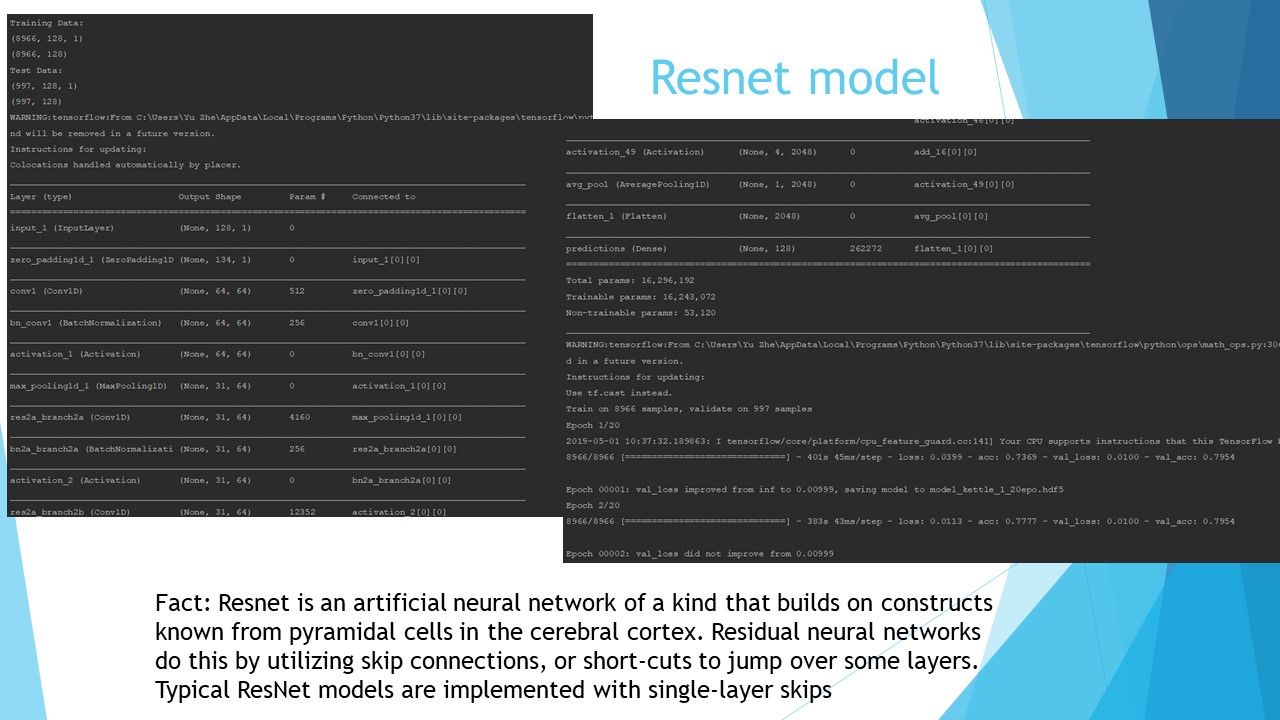 Resnet model
Training Data:
(8966, 128, 1)
(8966, 128)
Test Data:
(997, 128, 1)
(997, 128)
WARNING:tensorflow:From C:\Users\Yu Zhe\AppData\Local\Programs\Python\Python37\lib\site-packages\tensorflow\pyt
nd will be removed in a future version.
Instructions for updating:
Colocations handled automatically by placer.
Layer (type) Output Shape Param # Connected to
input_1 (InputLayer) (None, 128, 1) 0
zero_padding1d_1 (ZeroPadding1D (None, 134, 1) 0 input_1[0][0]
conv1 (Conv1D) (None, 64, 64) 512 zero_padding1d_1[0][0]
bn_conv1 (BatchNormalization) (None, 64, 64) 256 conv1[0][0]
activation_1 (Activation) (None, 64, 64) 0 bn_conv1[0][0]
max_pooling1d_1 (MaxPooling1D) (None, 31, 64) 0 activation_1[0][0]
res2a_branch2a (Conv1D) (None, 31, 64) 4160 max_pooling1d_1[0][0]
bn2a_branch2a (BatchNormalizati (None, 31, 64) 256 res2a_branch2a[0][0]
activation_2 (Activation) (None, 31, 64) 0 bn2a_branch2a[0][0]
res2a_branch2b (Conv1D) (None, 31, 64) 12352 activation_2[0][0]
activation_46[0][0]
activation_49 (Activation) (None, 4, 2048) 0 add_16[0][0]
avg_pool (AveragePooling1D) (None, 1, 2048) 0 activation_49[0][0]
flatten_1 (Flatten) (None, 2048) 0 avg_pool[0][0]
predictions (Dense) (None, 128) 262272 flatten_1[0][0]
Total params: 16,296,192
Trainable params: 16,243,072
Non-trainable params: 53,120
WARNING:tensorflow:From C:\Users\Yu Zhe\AppData\Local\Programs\Python\Python37\lib\site-packages\tensorflow\python\ops\math_ops.py:306
d in a future version.
Instructions for updating:
Use tf.cast instead.
Train on 8966 samples, validate on 997 samples
Epoch 1/20
2019-05-01 10:37:32.189863: I tensorflow/core/platform/cpu_feature_guard.cc:141] Your CPU supports instructions that this TensorFlow
8966/8966 [==============================] - 401s 45ms/step - loss: 0.0399 - acc: 0.7369 - val_loss: 0.0100 - val_acc: 0.7954
Epoch 00001: val_loss improved from inf to 0.00999, saving model to model_kettle_1_20epo.hdf5
Epoch 2/20
8966/8966 [==============================] - 383s 43ms/step - loss: 0.0113 - acc: 0.7777 - val_loss: 0.0100 - val_acc: 0.7954
Epoch 00002: val_loss did not improve from 0.00999
Fact: Resnet is an artificial neural network of a kind that builds on constructs
known from pyramidal cells in the cerebral cortex. Residual neural networks
do this by utilizing skip connections, or short-cuts to jump over some layers.
Typical ResNet models are implemented with single-layer skips